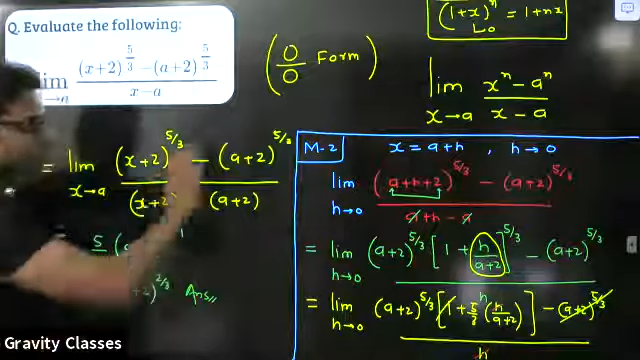 Q. Evaluate the following:
lim x→a ((x+2)^(5/3) − (a+2)^(5/3)) / (x−a)
(0/0 Form)
(1+x)^n = 1+nx
lim x→a (x^n − a^n) / (x − a)
= lim x→a ((x+2)^(5/3) − (a+2)^(5/3)) / ((x+2) (a+2))
5
)^(2/3) Ans
M-2 x = a+h , h→0
lim h→0 ((a+h+2)^(5/3) − (a+2)^(5/3)) / (a+h−a)
= lim h→0 (a+2)^(5/3) [1 + h/(a+2)]^(5/3) − (a+2)^(5/3)
h
= lim h→0 ((a+2)^(5/3) [1 + 5/3 (h/(a+2))] − (a+2)^(5/3)) / h
Gravity Classes